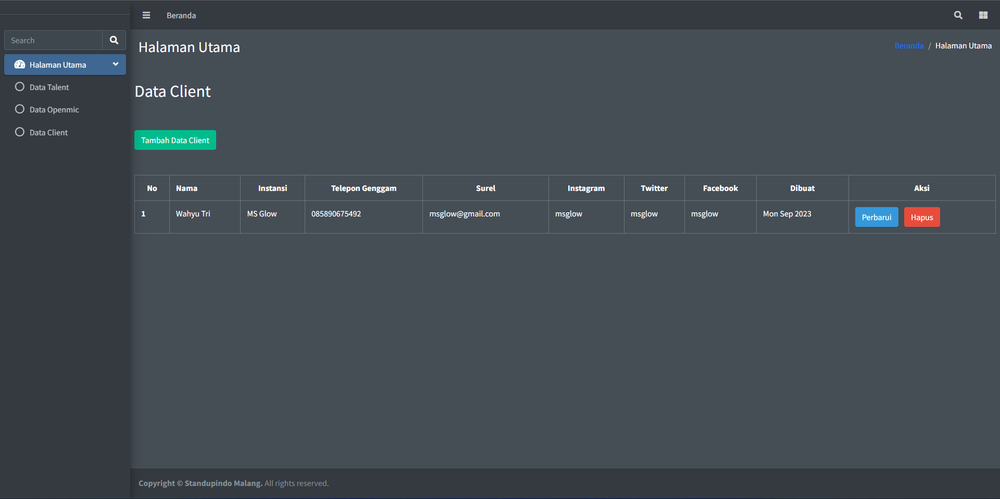 Beranda
Search
Halaman Utama
Data Talent
Data Openmic
Data Client
Halaman Utama
Beranda / Halaman Utama
Data Client
Tambah Data Client
No Nama Instansi Telepon Genggam Surel Instagram Twitter Facebook Dibuat Aksi
1 Wahyu Tri MS Glow 085890675492 msglow@gmail.com msglow msglow msglow Mon Sep 2023 Perbarui Hapus
Copyright © Standupindo Malang. All rights reserved.